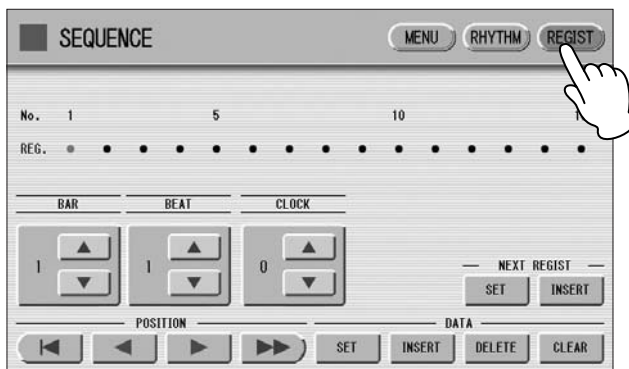 SEQUENCE MENU RHYTHM REGIST
No. 1 5 10 1
REG.
BAR BEAT CLOCK
1 1 0
NEXT REGIST
SET INSERT
POSITION DATA
SET INSERT DELETE CLEAR